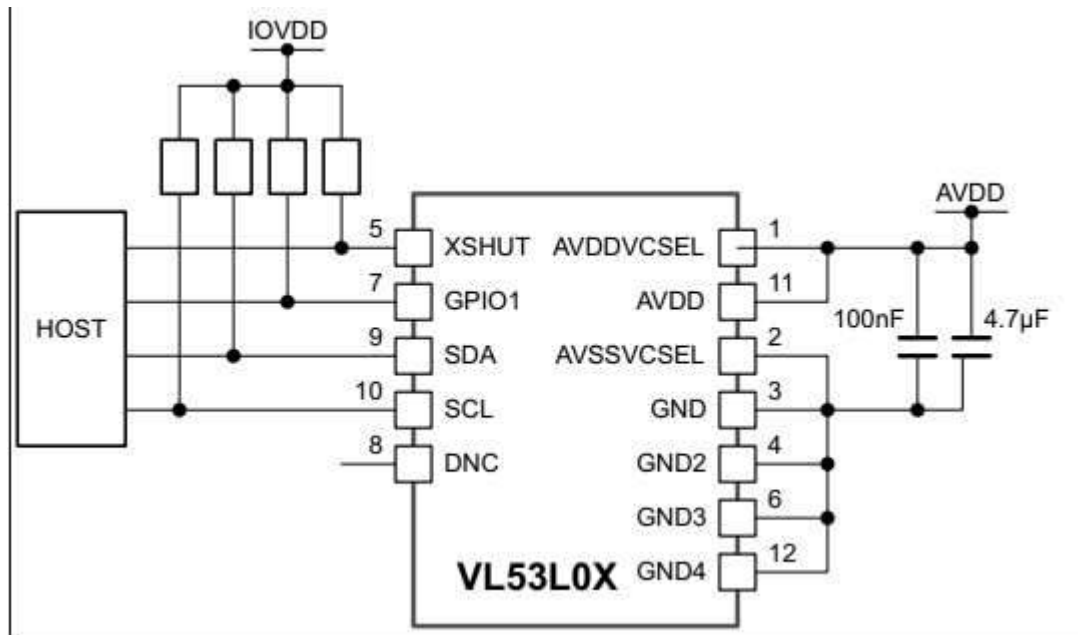 IOVDD
AVDD
HOST
5 XSHUT
7 GPIO1
9 SDA
10 SCL
8 DNC
AVDDVCSEL 1
AVDD 11
AVSSVCSEL 2
GND 3
GND2 4
GND3 6
GND4 12
100nF
4.7µF
VL53L0X